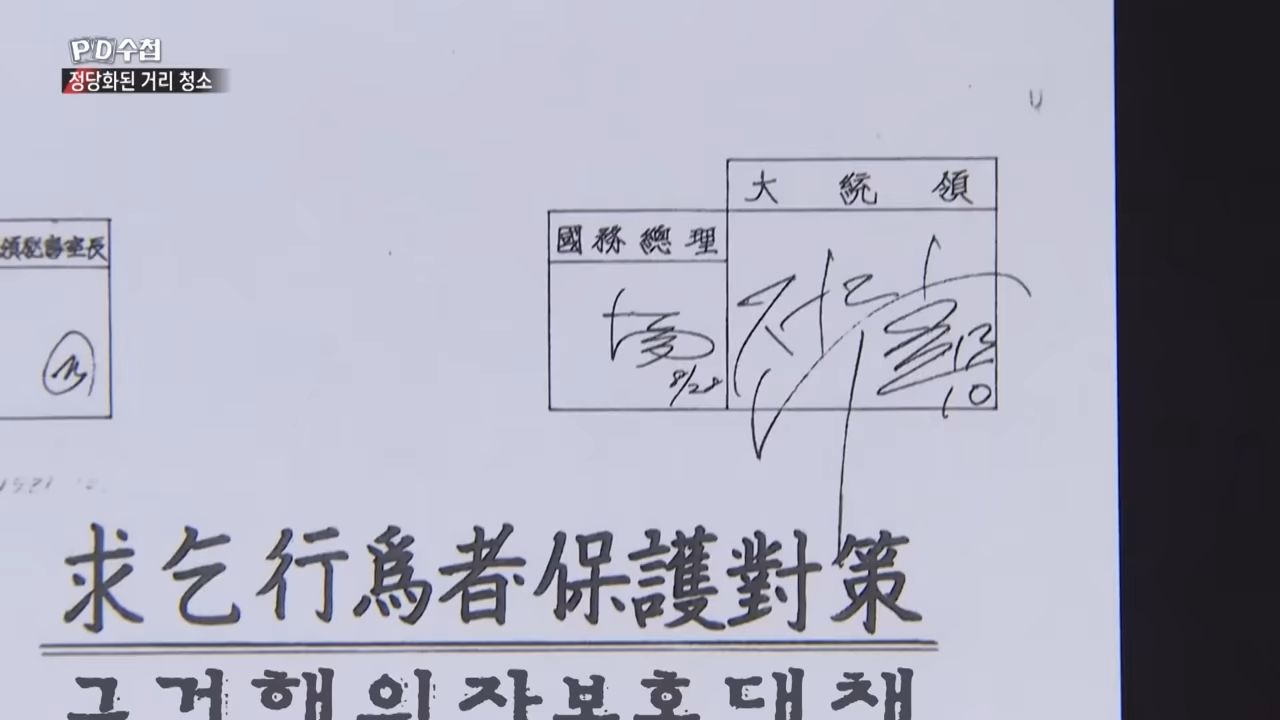 PD수첩
정당화된 거리 청소
大統領
國務總理
領秘書室長
8/28
10
求乞行爲者保護對策
구걸행위자보호대책